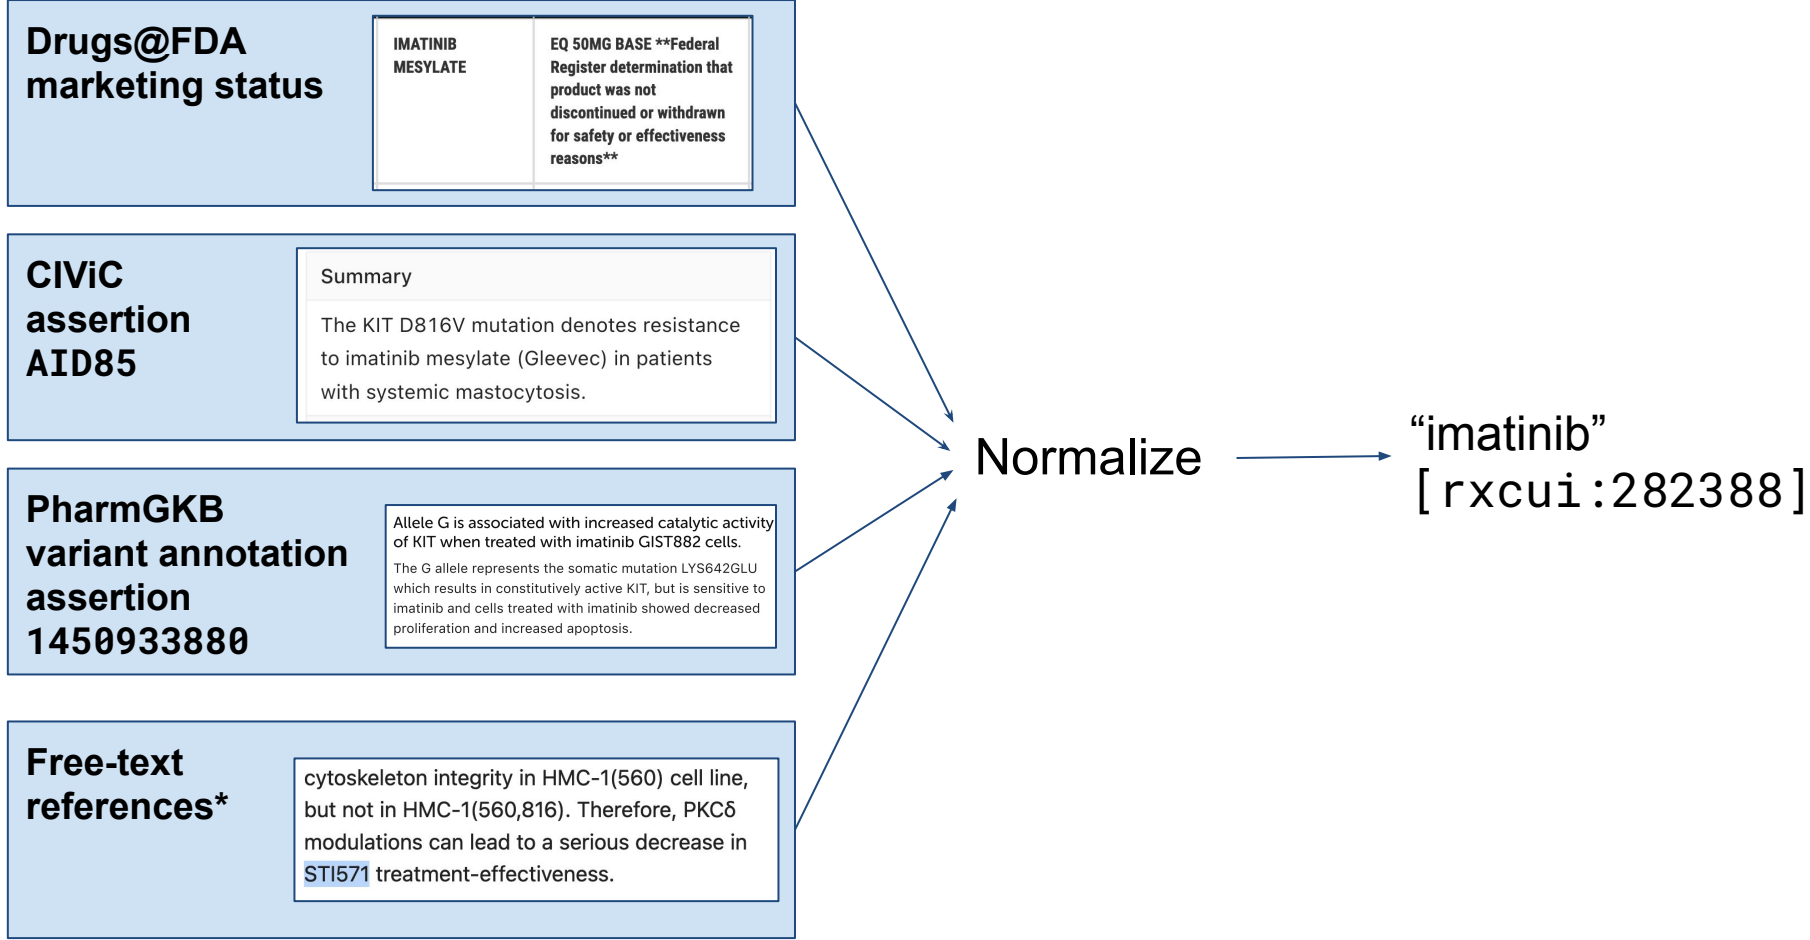 Drugs@FDA
marketing status
IMATINIB
MESYLATE
EQ 50MG BASE **Federal
Register determination that
product was not
discontinued or withdrawn
for safety or effectiveness
reasons**
CIViC
assertion
AID85
Summary
The KIT D816V mutation denotes resistance
to imatinib mesylate (Gleevec) in patients
with systemic mastocytosis.
PharmGKB
variant annotation
assertion
1450933880
Allele G is associated with increased catalytic activity
of KIT when treated with imatinib GIST882 cells.
The G allele represents the somatic mutation LYS642GLU
which results in constitutively active KIT, but is sensitive to
imatinib and cells treated with imatinib showed decreased
proliferation and increased apoptosis.
Free-text
references*
cytoskeleton integrity in HMC-1(560) cell line,
but not in HMC-1(560,816). Therefore, PKCδ
modulations can lead to a serious decrease in
STI571 treatment-effectiveness.
Normalize
“imatinib”
[rxcui:282388]